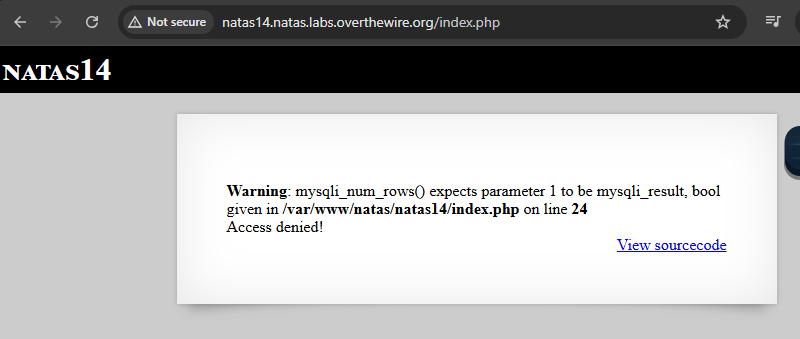 Not secure natas14.natas.labs.overthewire.org/index.php
NATAS14
Warning: mysqli_num_rows() expects parameter 1 to be mysqli_result, bool
given in /var/www/natas/natas14/index.php on line 24
Access denied!
View sourcecode